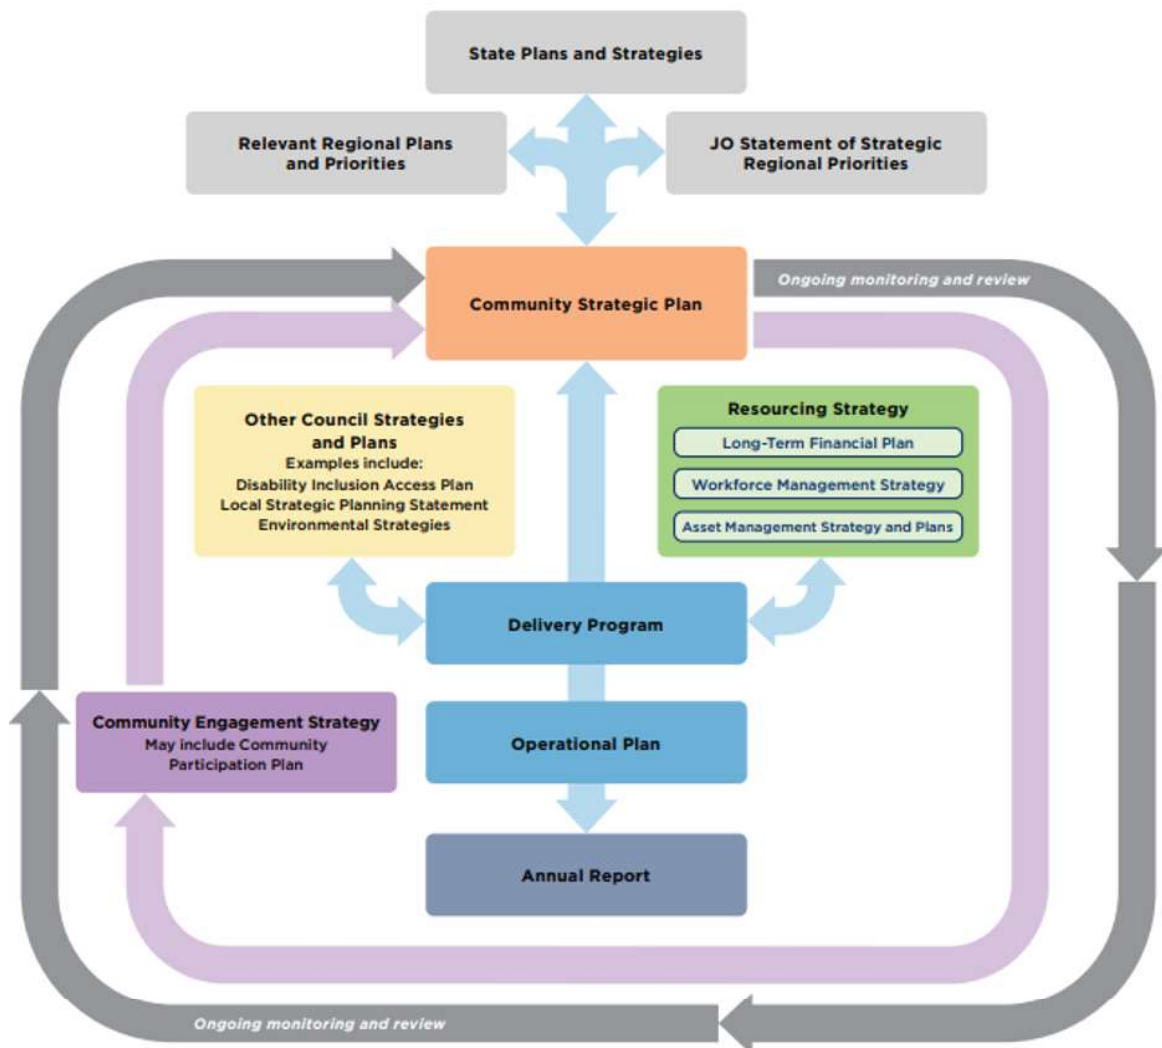 State Plans and Strategies
Relevant Regional Plans
and Priorities
JO Statement of Strategic
Regional Priorities
Community Strategic Plan
Ongoing monitoring and review
Other Council Strategies
and Plans
Examples include:
Disability Inclusion Access Plan
Local Strategic Planning Statement
Environmental Strategies
Resourcing Strategy
Long-Term Financial Plan
Workforce Management Strategy
Asset Management Strategy and Plans
Delivery Program
Community Engagement Strategy
May include Community
Participation Plan
Operational Plan
Annual Report
Ongoing monitoring and review